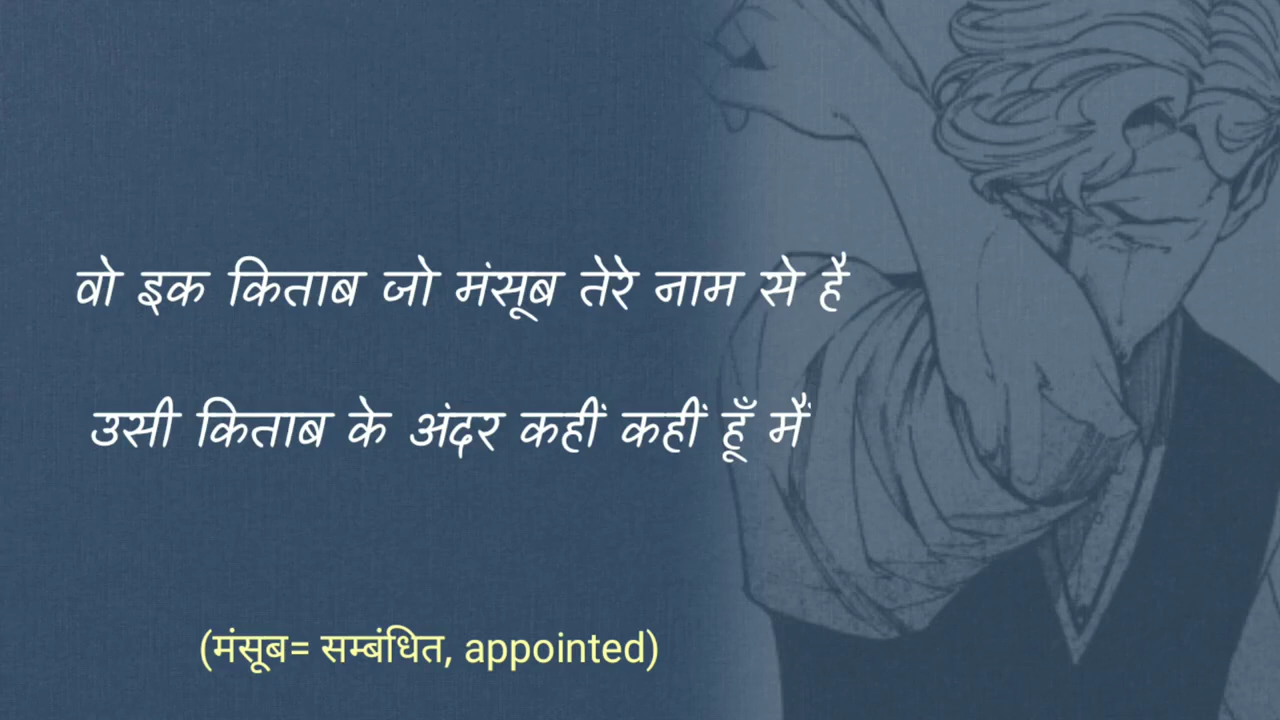 वो इक किताब जो मंसूब तेरे नाम से है
उसी किताब के अंदर कहीं कहीं हूँ मैं
(मंसूब= सम्बंधित, appointed)